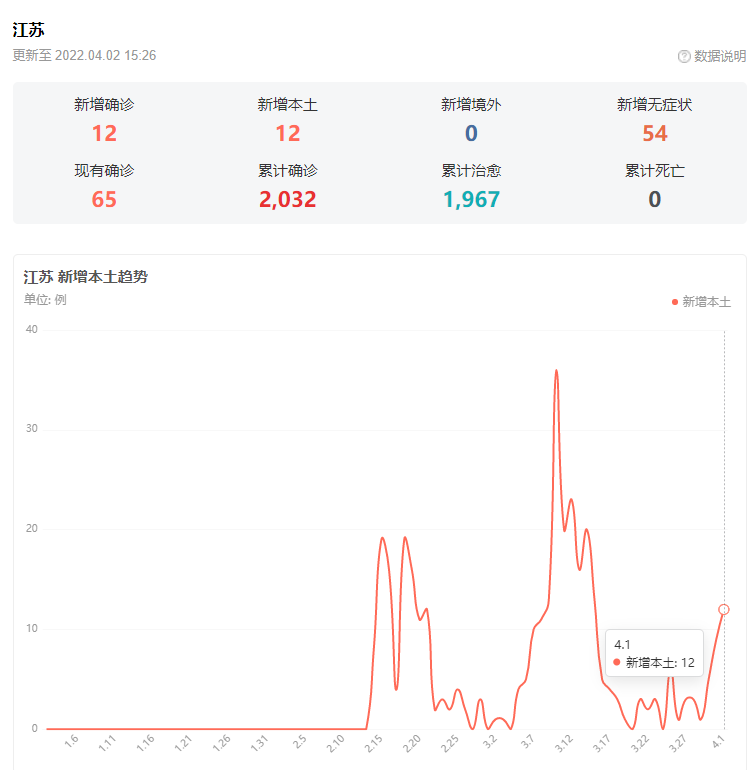 江苏
更新至 2022.04.02 15:26
? 数据说明
新增确诊 新增本土 新增境外 新增无症状
12 12 0 54
现有确诊 累计确诊 累计治愈 累计死亡
65 2,032 1,967 0
江苏 新增本土趋势
单位: 例
新增本土
40
30
20
10
0
4.1
新增本土: 12
1.6 1.11 1.16 1.21 1.26 1.31 2.5 2.10 2.15 2.20 2.25 3.2 3.7 3.12 3.17 3.22 3.27 4.1